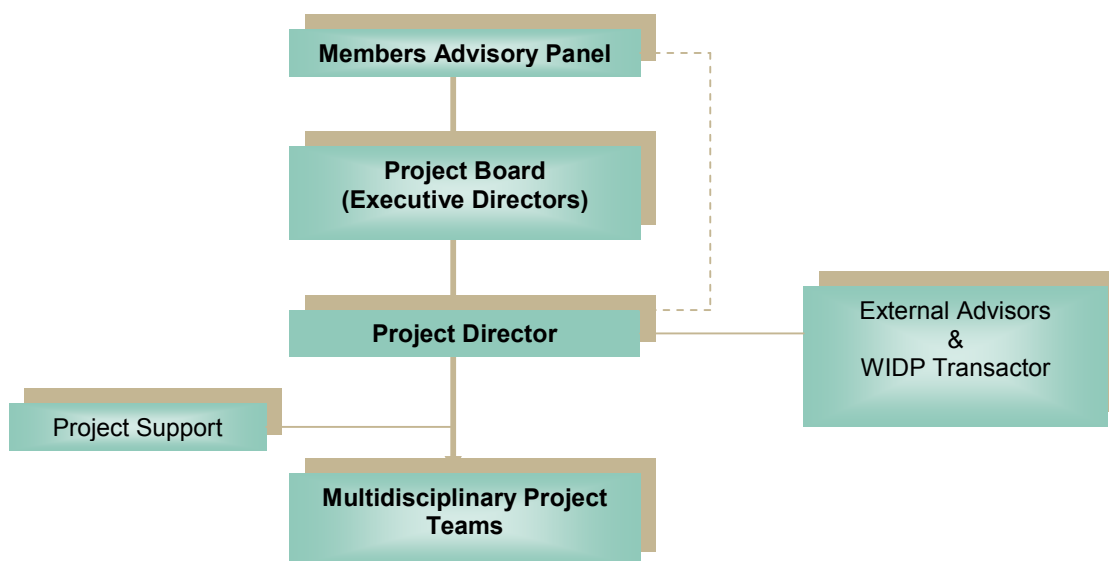 Members Advisory Panel
Project Board
(Executive Directors)
Project Director
External Advisors
&
WIDP Transactor
Project Support
Multidisciplinary Project
Teams